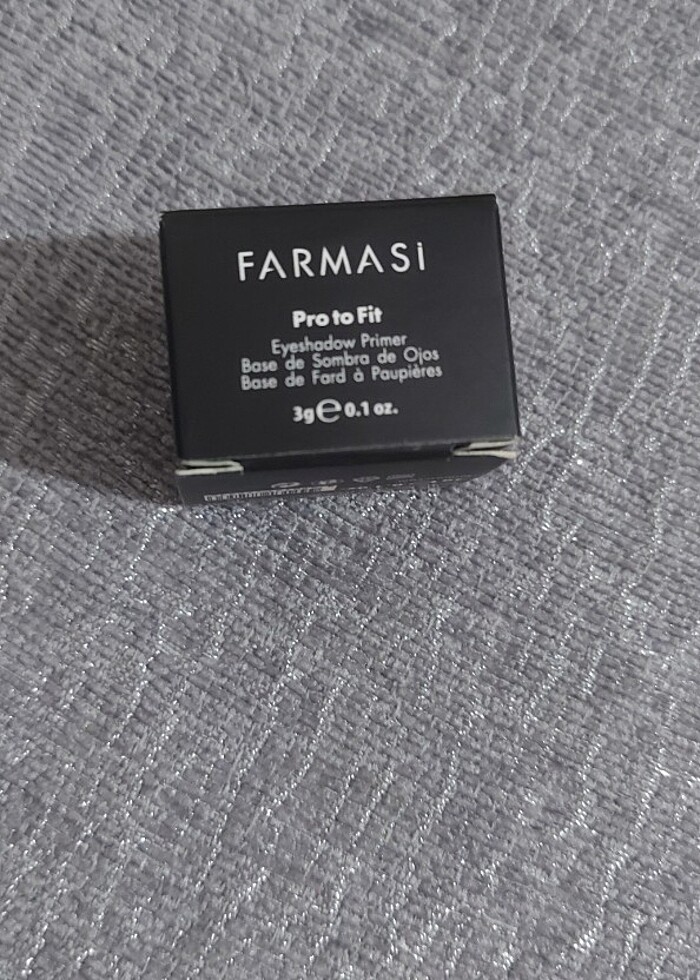 FARMASi
Pro to Fit
Eyeshadow Primer
Base de Sombra de Ojos
Base de Fard à Paupières
3g e 0.1 oz.